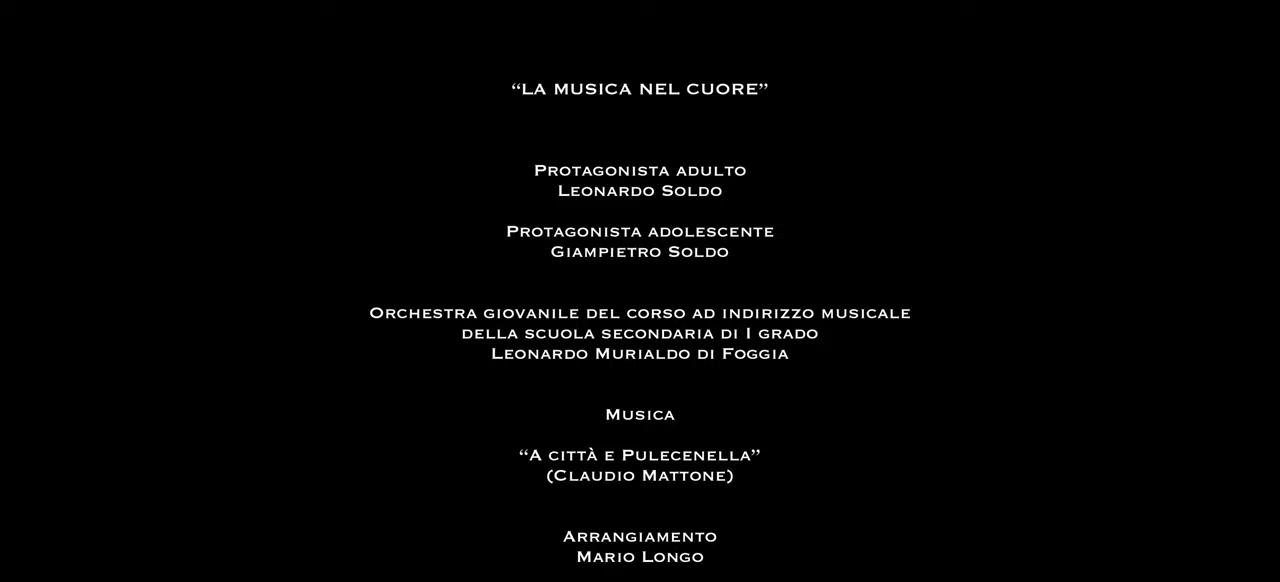 “LA MUSICA NEL CUORE”
PROTAGONISTA ADULTO
LEONARDO SOLDO
PROTAGONISTA ADOLESCENTE
GIAMPIETRO SOLDO
ORCHESTRA GIOVANILE DEL CORSO AD INDIRIZZO MUSICALE
DELLA SCUOLA SECONDARIA DI I GRADO
LEONARDO MURIALDO DI FOGGIA
MUSICA
“A CITTÀ E PULECENELLA”
(CLAUDIO MATTONE)
ARRANGIAMENTO
MARIO LONGO